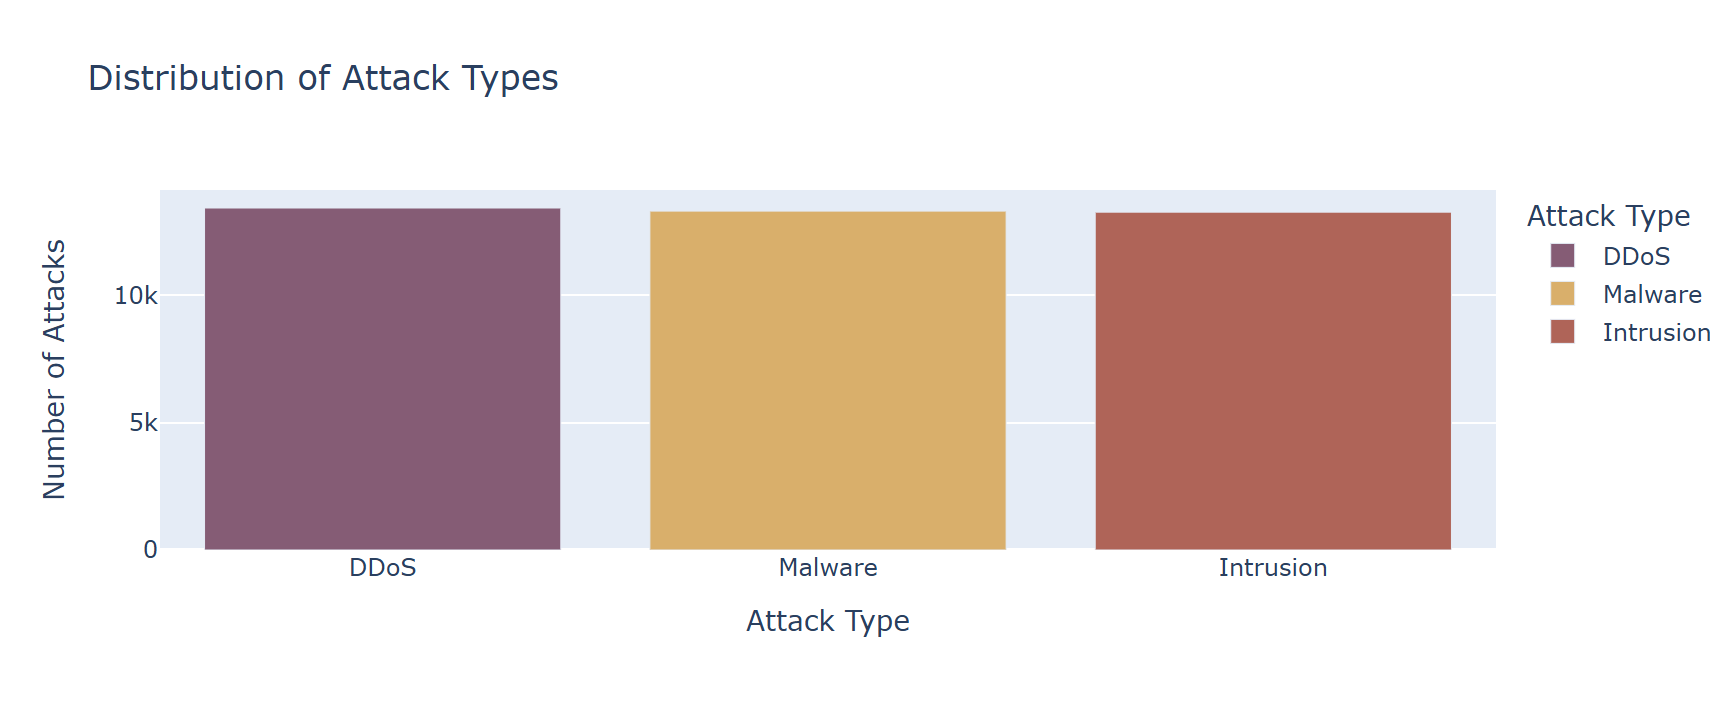 Distribution of Attack Types
Number of Attacks
10k
5k
0
DDoS
Malware
Intrusion
Attack Type
Attack Type
DDoS
Malware
Intrusion